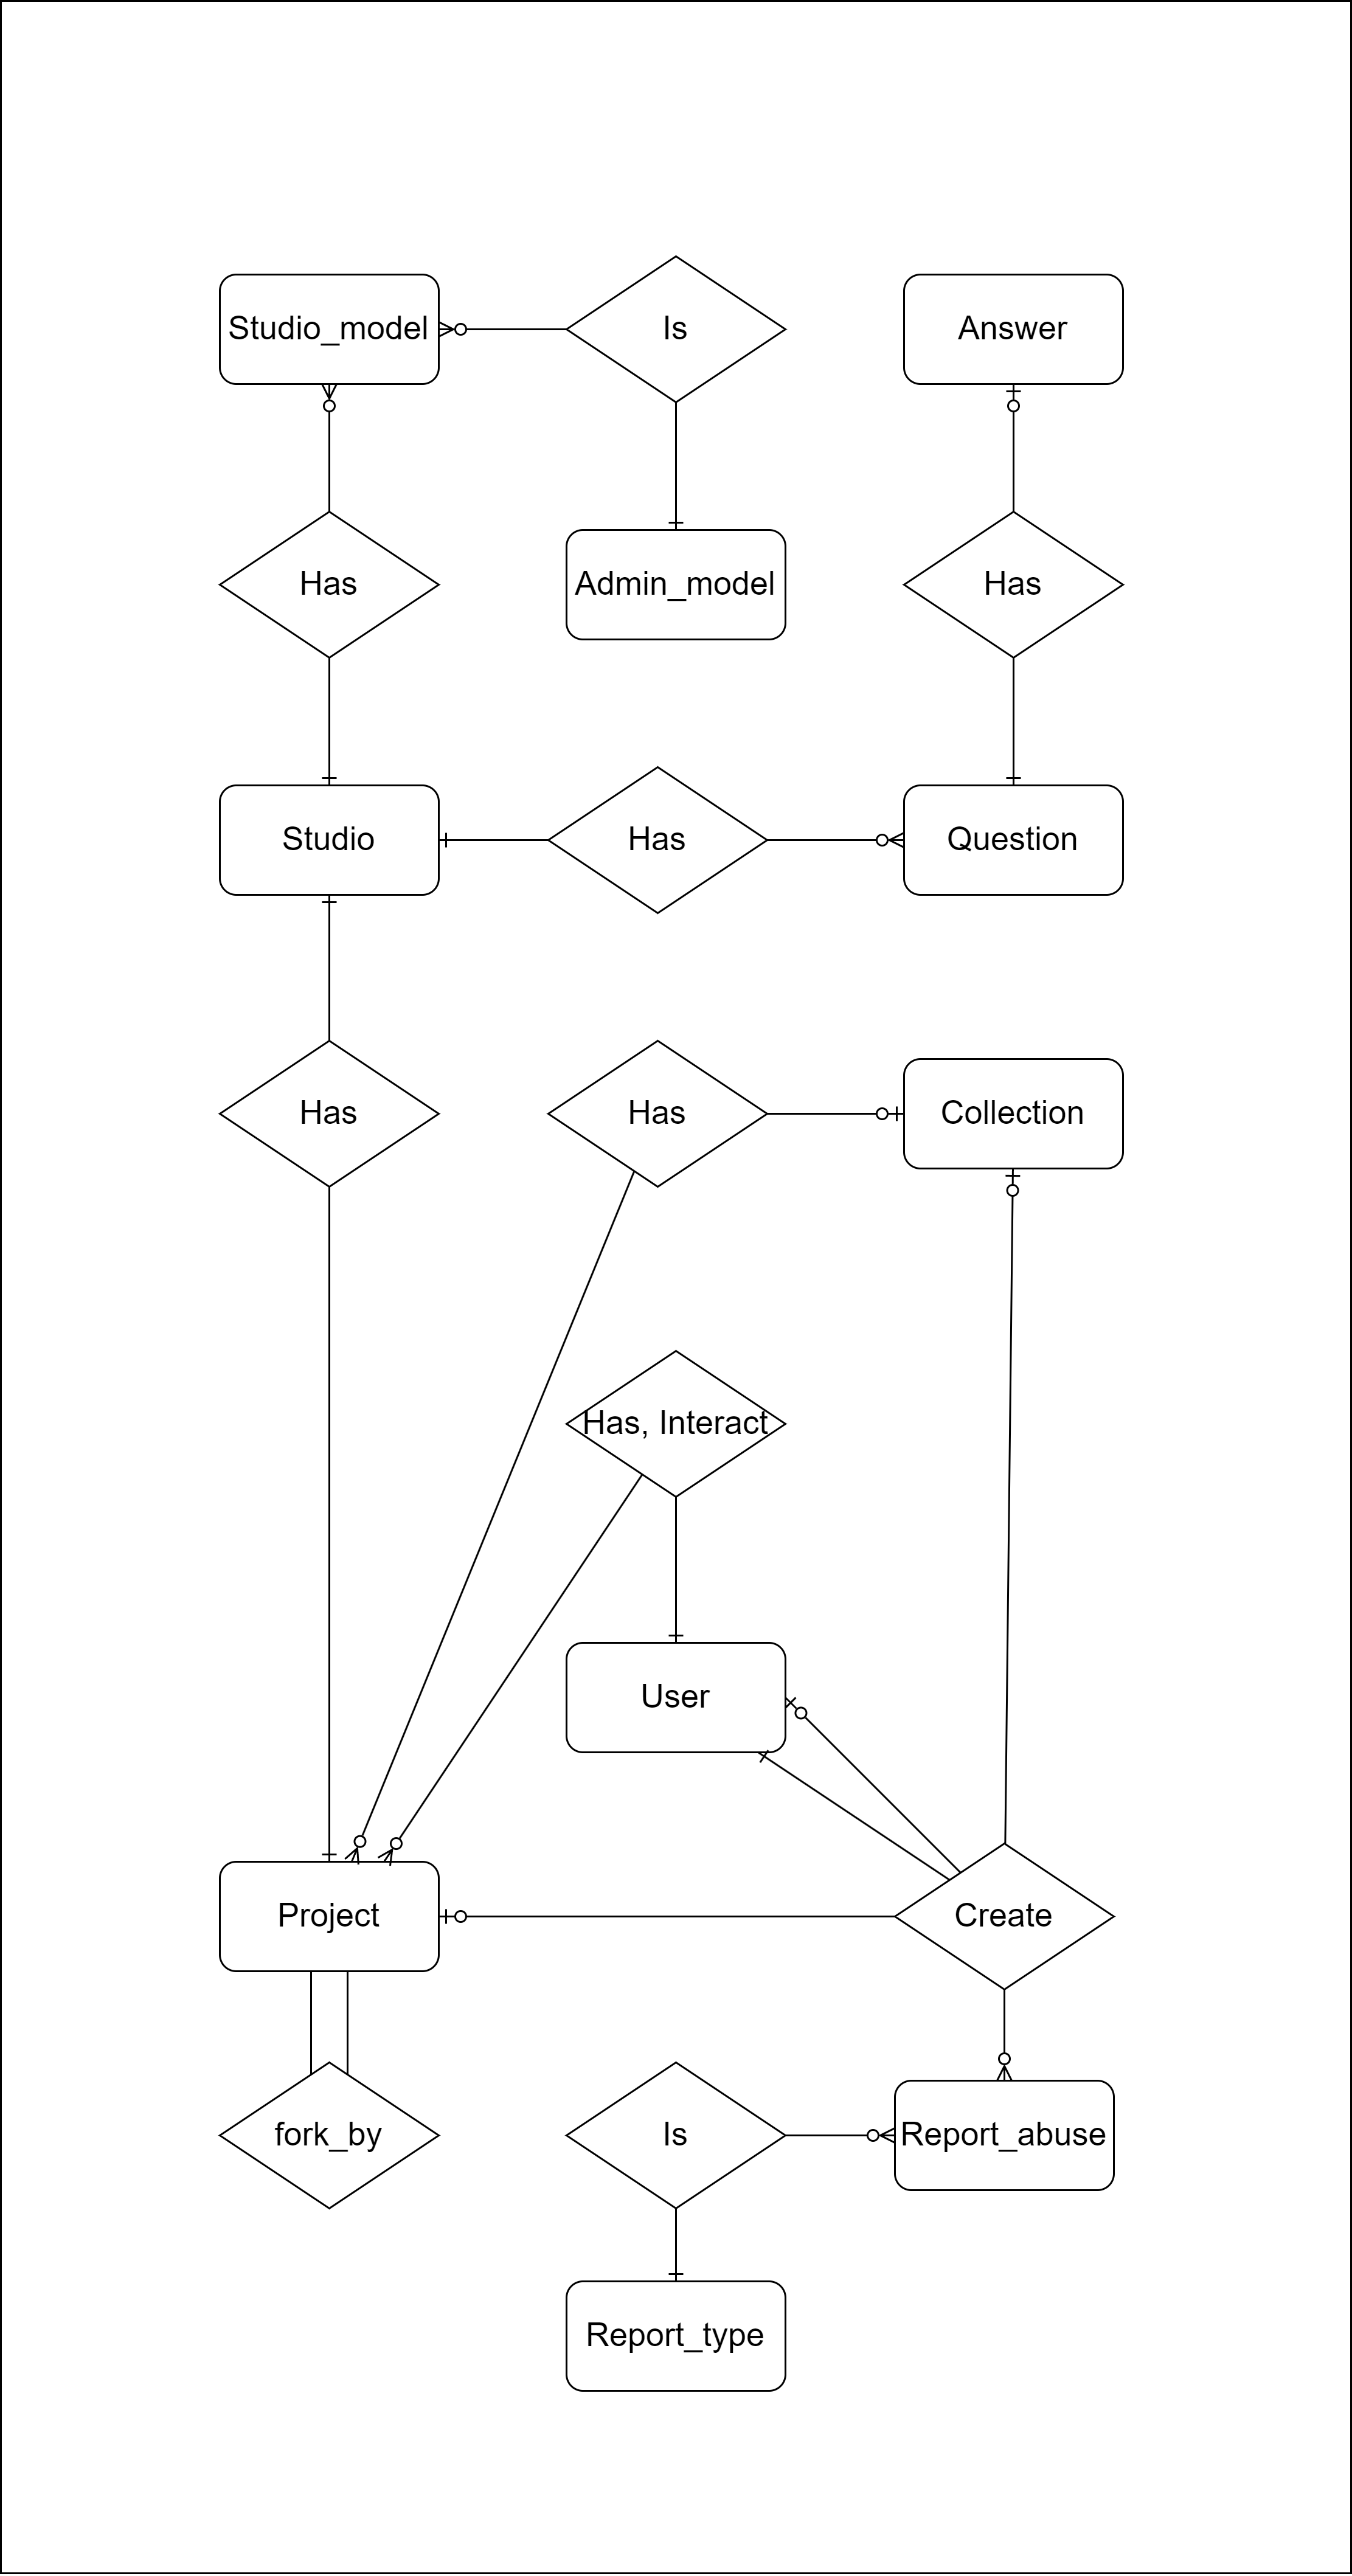 Studio_model
Is
Answer
Has
Admin_model
Has
Studio
Has
Question
Has
Has
Collection
Has, Interact
User
Project
Create
fork_by
Is
Report_abuse
Report_type